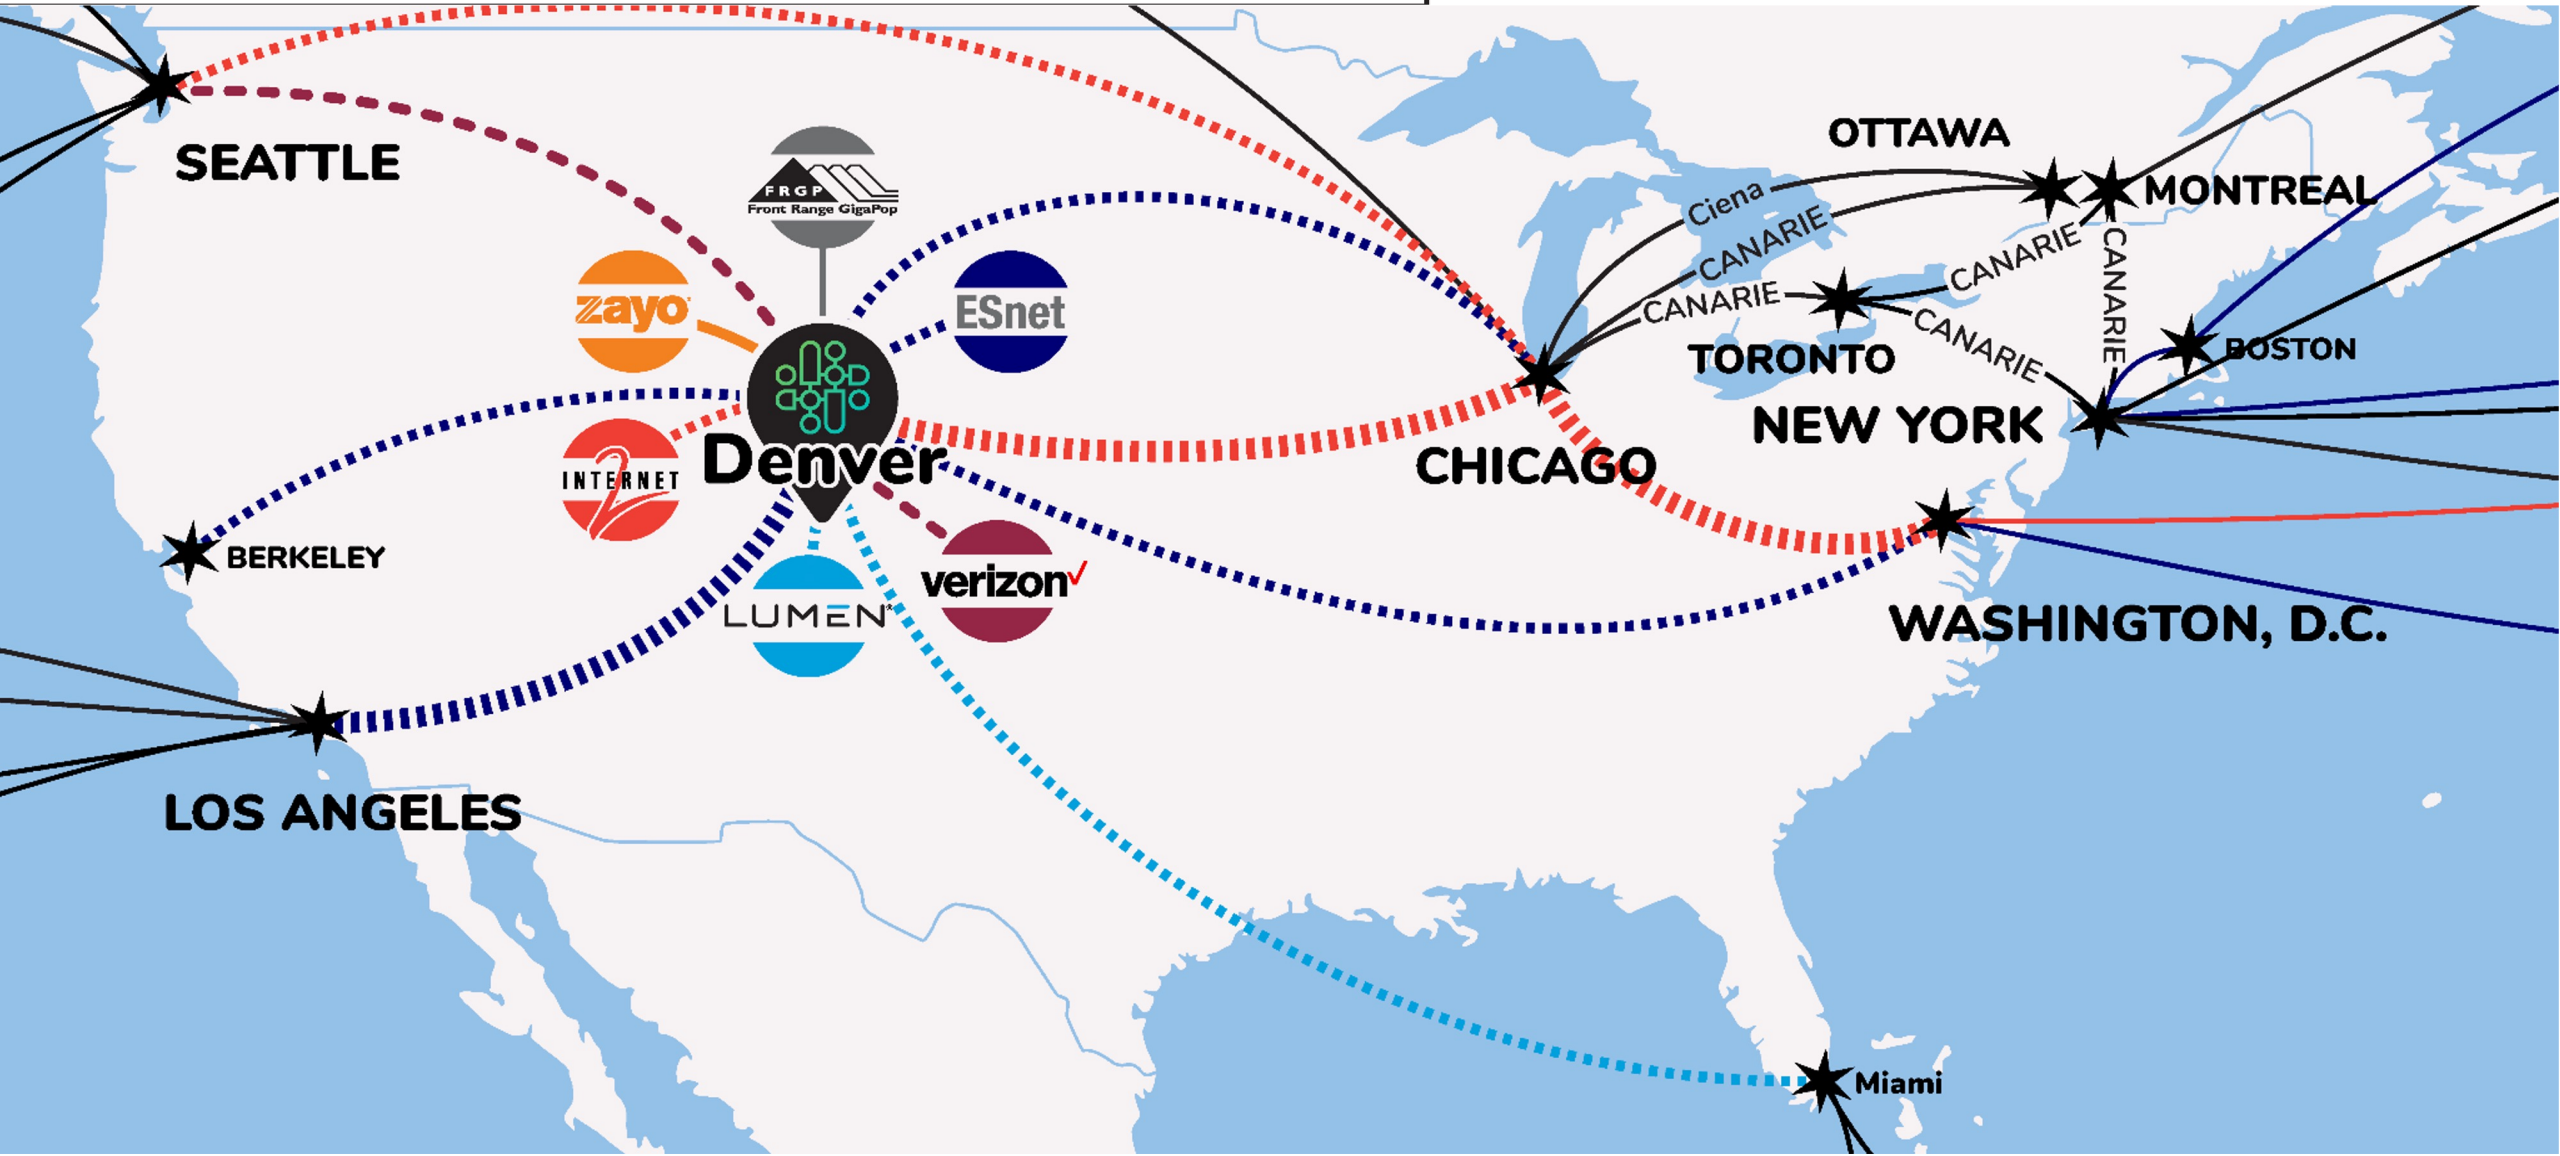 OTTAWA
SEATTLE
FRGP
Front Range GigaPop
Ciena
MONTREAL
CANARIE
CANARIE
CANARIE
CANARIE
zayo
ESnet
CANARIE
TORONTO
BOSTON
NEW YORK
Denver
CHICAGO
INTERNET
2
BERKELEY
verizon
LUMEN®
WASHINGTON, D.C.
LOS ANGELES
Miami